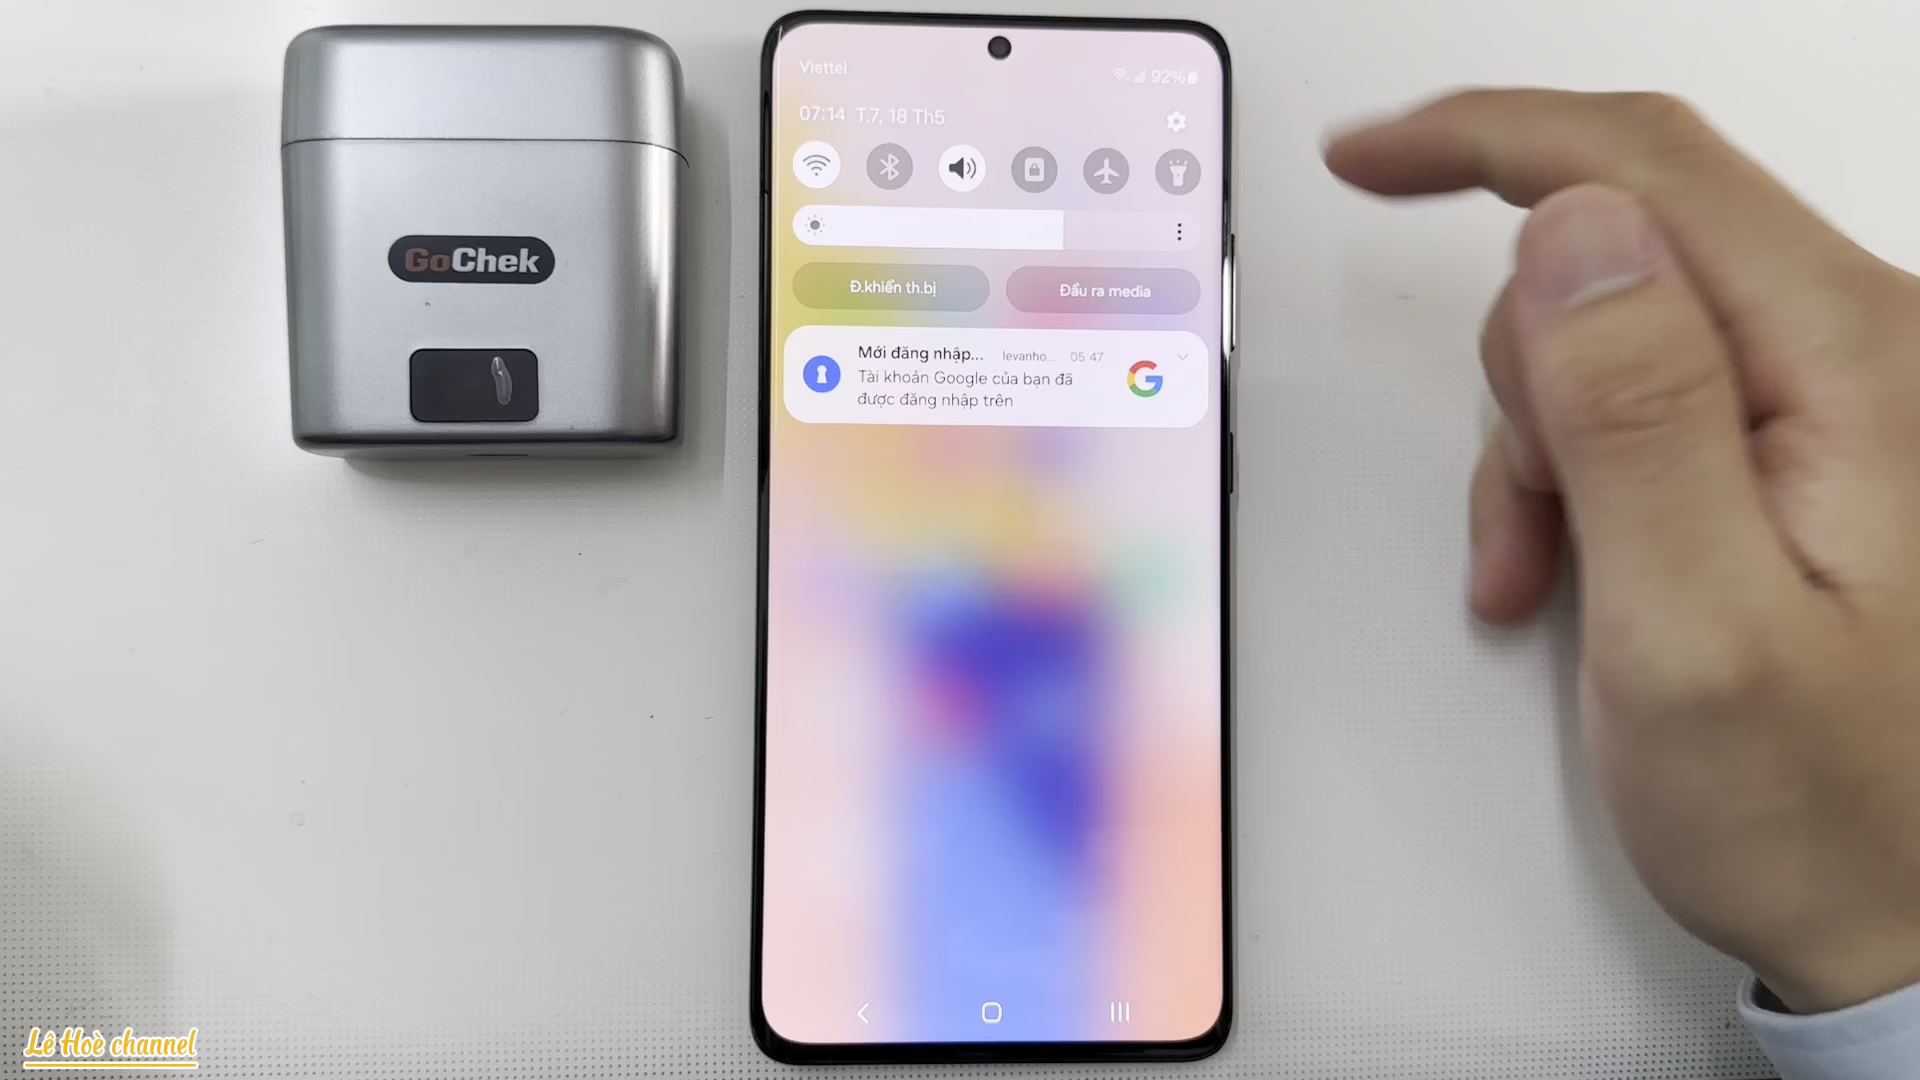 GoChek
Viettel
92%
07:14 T.7, 18 Th5
Đ.khiển th.bị
Đầu ra media
Mới đăng nhập... levanho... 05:47
Tài khoản Google của bạn đã
được đăng nhập trên
Lê Hoè channel